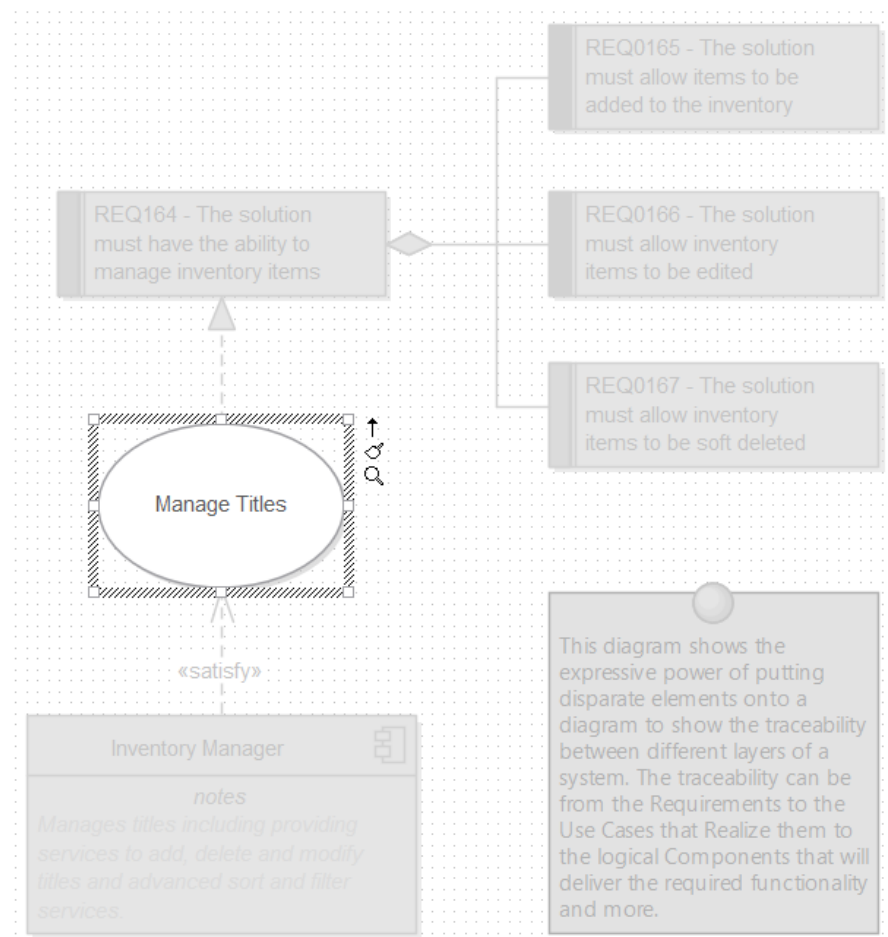 REQ0165 - The solution
must allow items to be
added to the inventory
REQ164 - The solution
must have the ability to
manage inventory items
REQ0166 - The solution
must allow inventory
items to be edited
REQ0167 - The solution
must allow inventory
items to be soft deleted
Manage Titles
«satisfy»
Inventory Manager
notes
Manages titles including providing
services to add, delete and modify
titles and advanced sort and filter
services.
This diagram shows the
expressive power of putting
disparate elements onto a
diagram to show the traceability
between different layers of a
system. The traceability can be
from the Requirements to the
Use Cases that Realize them to
the logical Components that will
deliver the required functionality
and more.